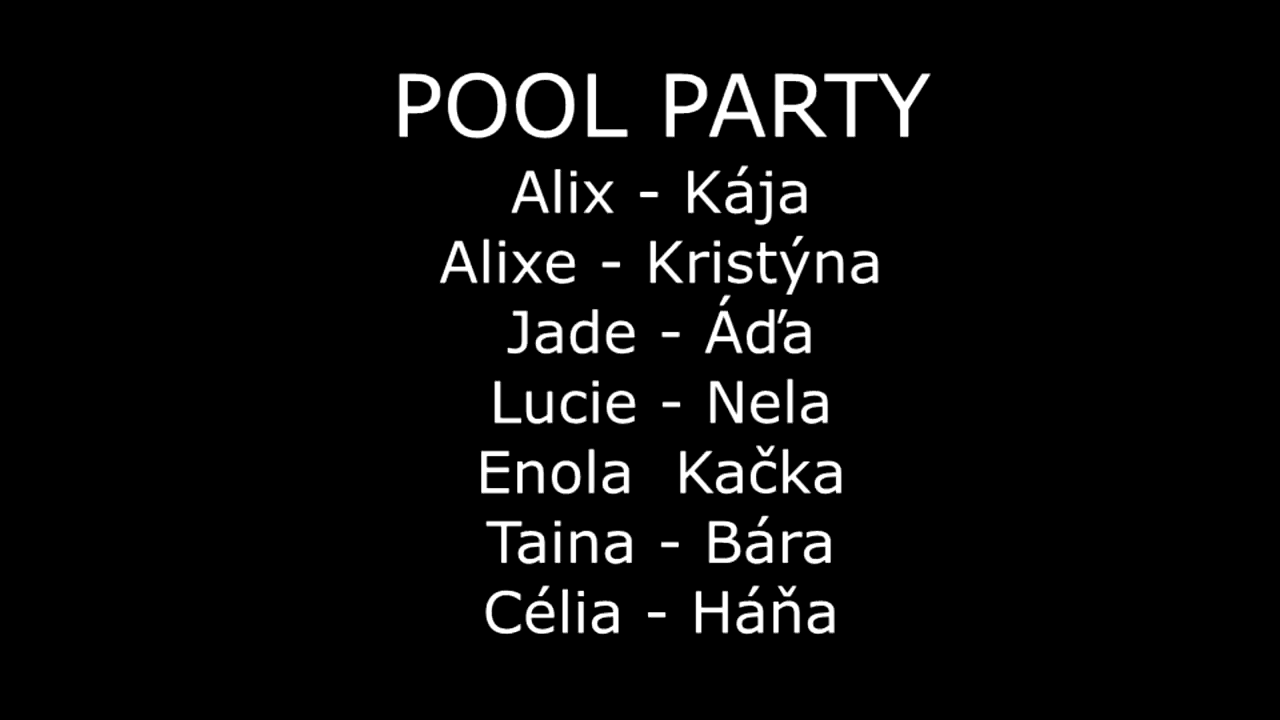 POOL PARTY
Alix - Kája
Alixe - Kristýna
Jade - Áďa
Lucie - Nela
Enola  Kačka
Taina - Bára
Célia - Háňa